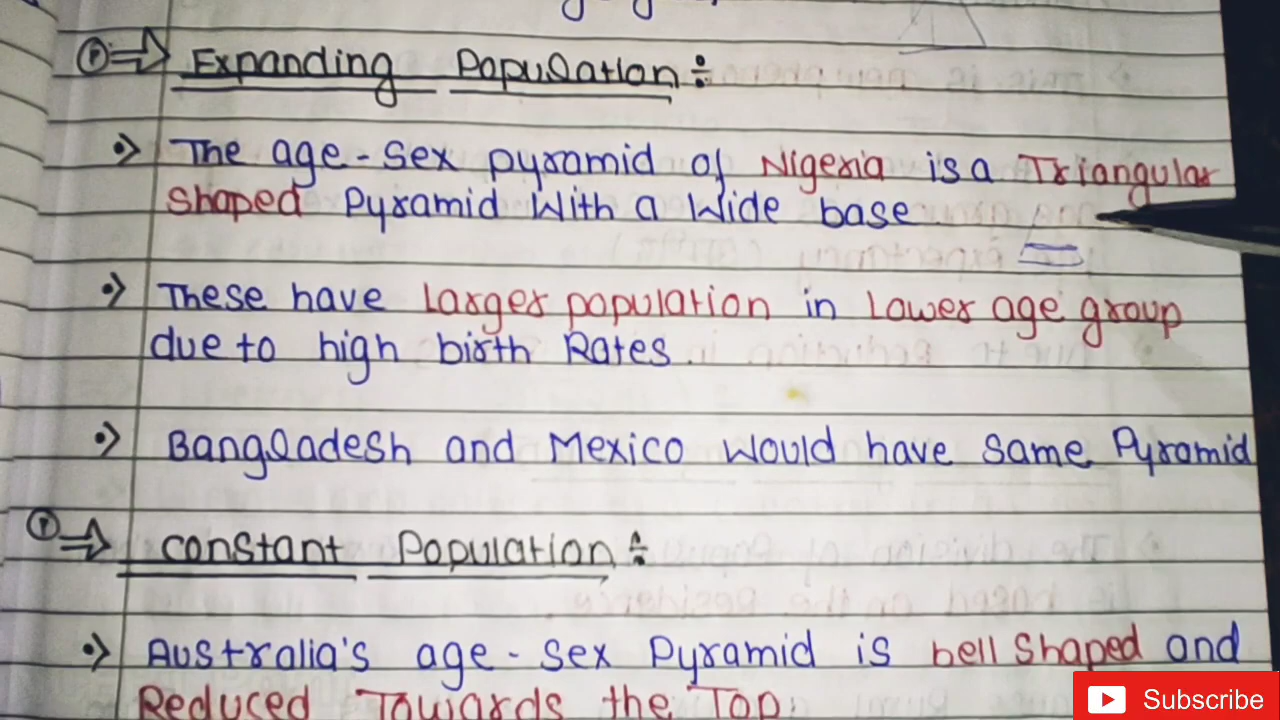 Expanding Population ÷
The age-sex pyramid of Nigeria is a Triangular
shaped Pyramid With a Wide base
These have larger population in lower age group
due to high birth Rates.
Bangladesh and Mexico would have same Pyramid
Constant Population ÷
Australia's age-sex Pyramid is bell shaped and
Reduced Towards the Top.
Subscribe